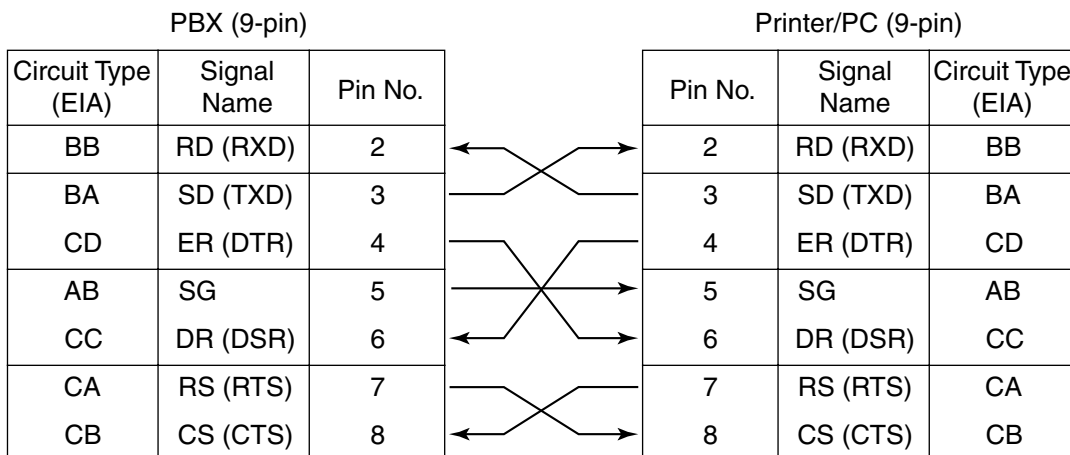 PBX (9-pin) Printer/PC (9-pin)
Circuit Type (EIA) Signal Name Pin No. Pin No. Signal Name Circuit Type (EIA)
BB RD (RXD) 2 2 RD (RXD) BB
BA SD (TXD) 3 3 SD (TXD) BA
CD ER (DTR) 4 4 ER (DTR) CD
AB SG 5 5 SG AB
CC DR (DSR) 6 6 DR (DSR) CC
CA RS (RTS) 7 7 RS (RTS) CA
CB CS (CTS) 8 8 CS (CTS) CB